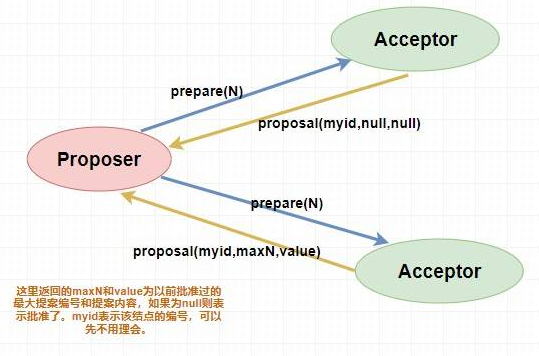 Acceptor
prepare(N)
proposal(myid,null,null)
Proposer
prepare(N)
proposal(myid,maxN,value)
Acceptor
这里返回的maxN和value为以前批准过的
最大提案编号和提案内容，如果为null则表
示批准了。myid表示该结点的编号，可以
先不用理会。